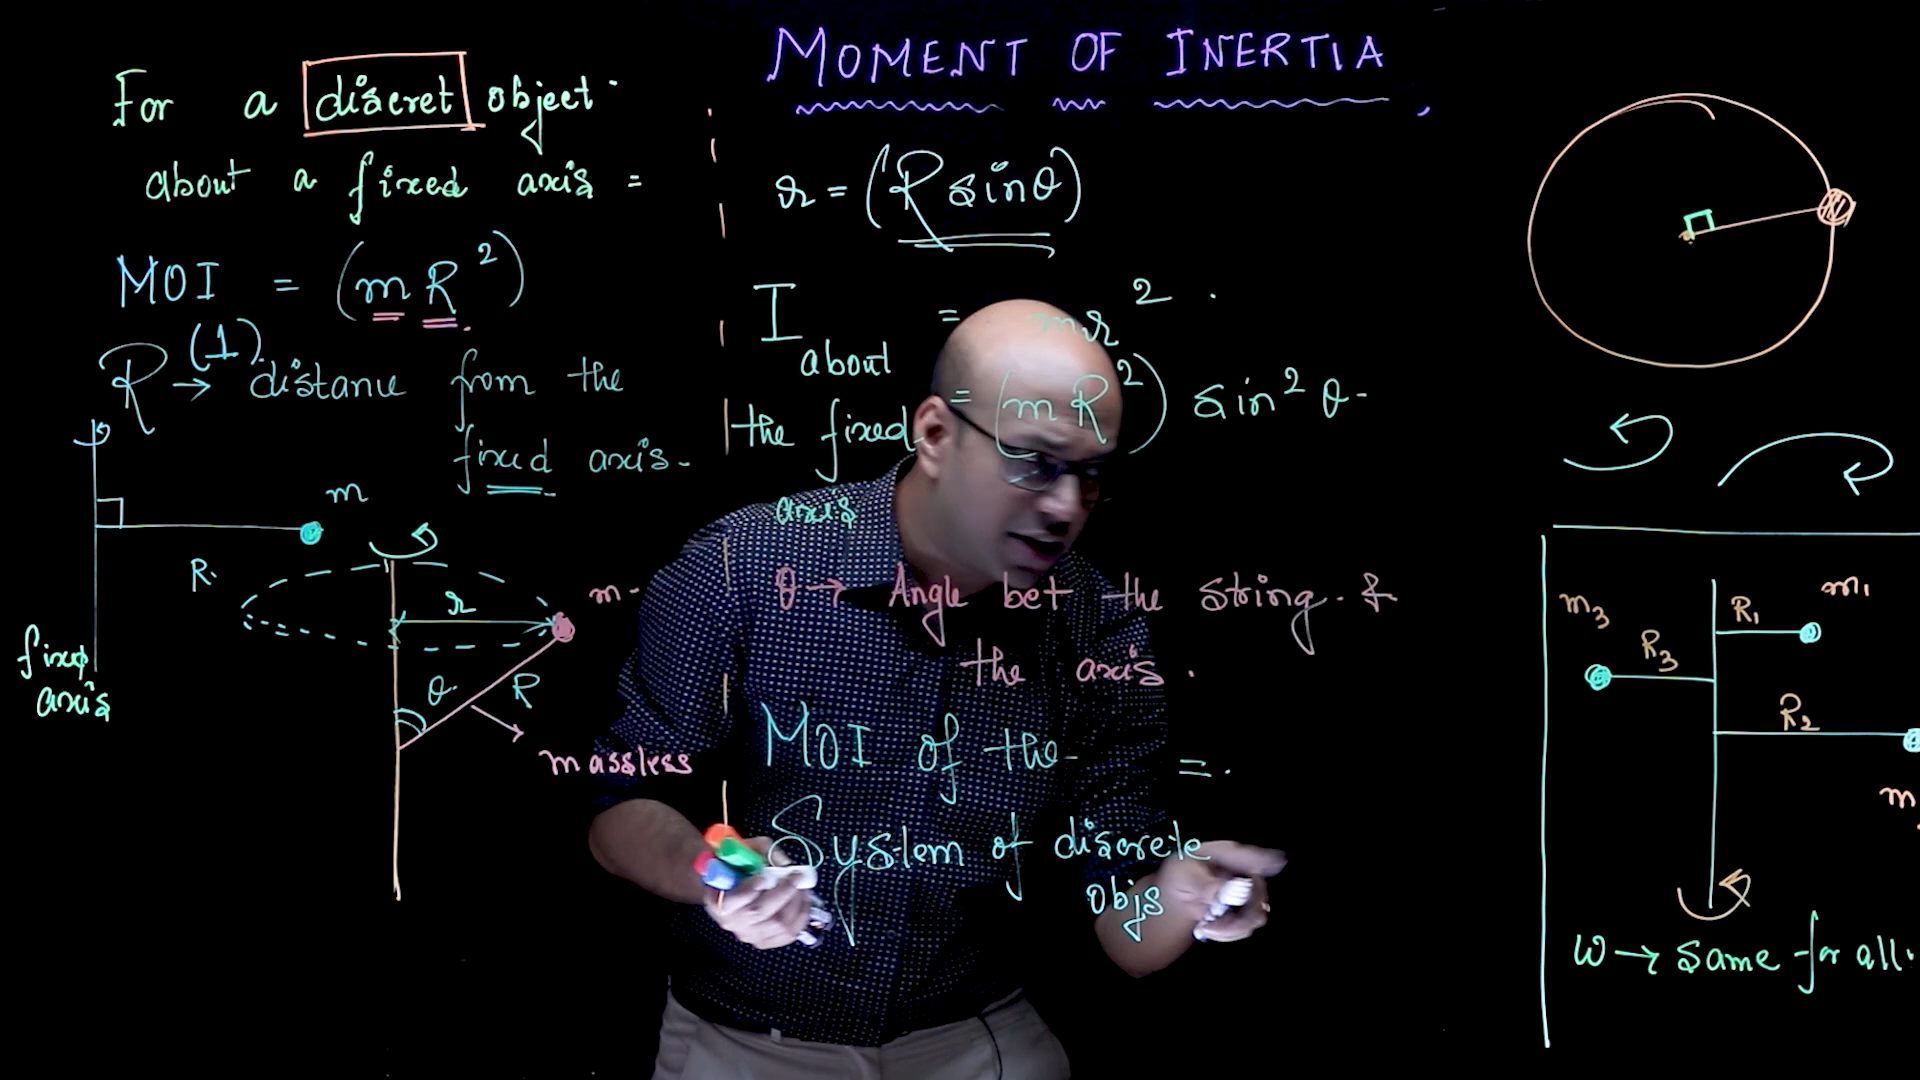 MOMENT OF INERTIA
For a discret object
about a fixed axis =
MOI = (mR²)
(1)
R → distance from the
fixed axis.
m
R.
fixed
axis
r
m.
θ
R
massless
r = (R sinθ)
I about the fixed axis = mr².
= (mR²) sin²θ.
θ → Angle bet the string. &
the axis.
MOI of the =.
System of discrete
objs
m₃
R₃
R₁
m₁
R₂
m
ω → same for all.